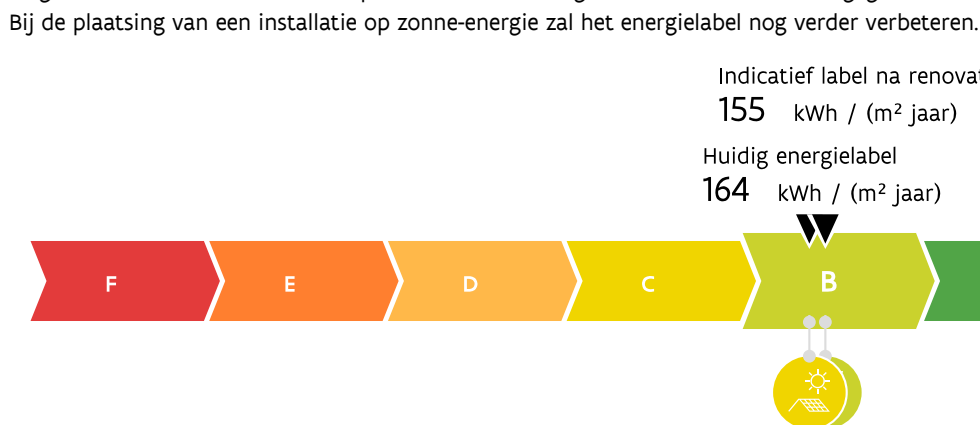 Bij de plaatsing van een installatie op zonne-energie zal het energielabel nog verder verbeteren.
Indicatief label na
155 kWh / (m² jaar)
Huidig energielabel
164 kWh / (m² jaar)
F E D C B